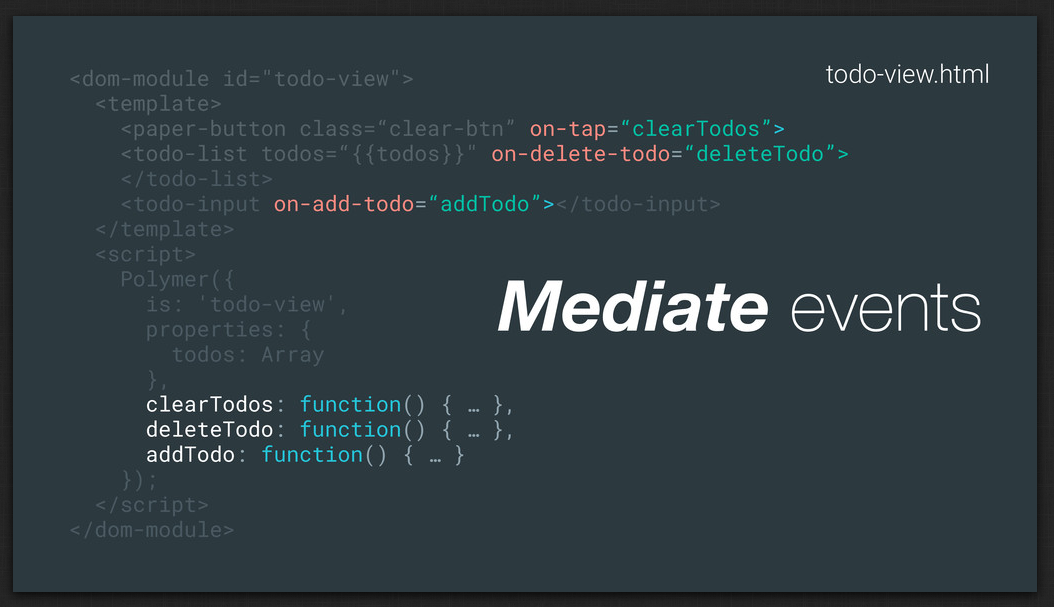 todo-view.html
<dom-module id="todo-view">
<template>
<paper-button class=“clear-btn” on-tap=“clearTodos”>
<todo-list todos=“{{todos}}" on-delete-todo=“deleteTodo”>
</todo-list>
<todo-input on-add-todo=“addTodo”></todo-input>
</template>
<script>
Polymer({
is: 'todo-view',
properties: {
todos: Array
},
clearTodos: function() { … },
deleteTodo: function() { … },
addTodo: function() { … }
});
</script>
</dom-module>
Mediate events